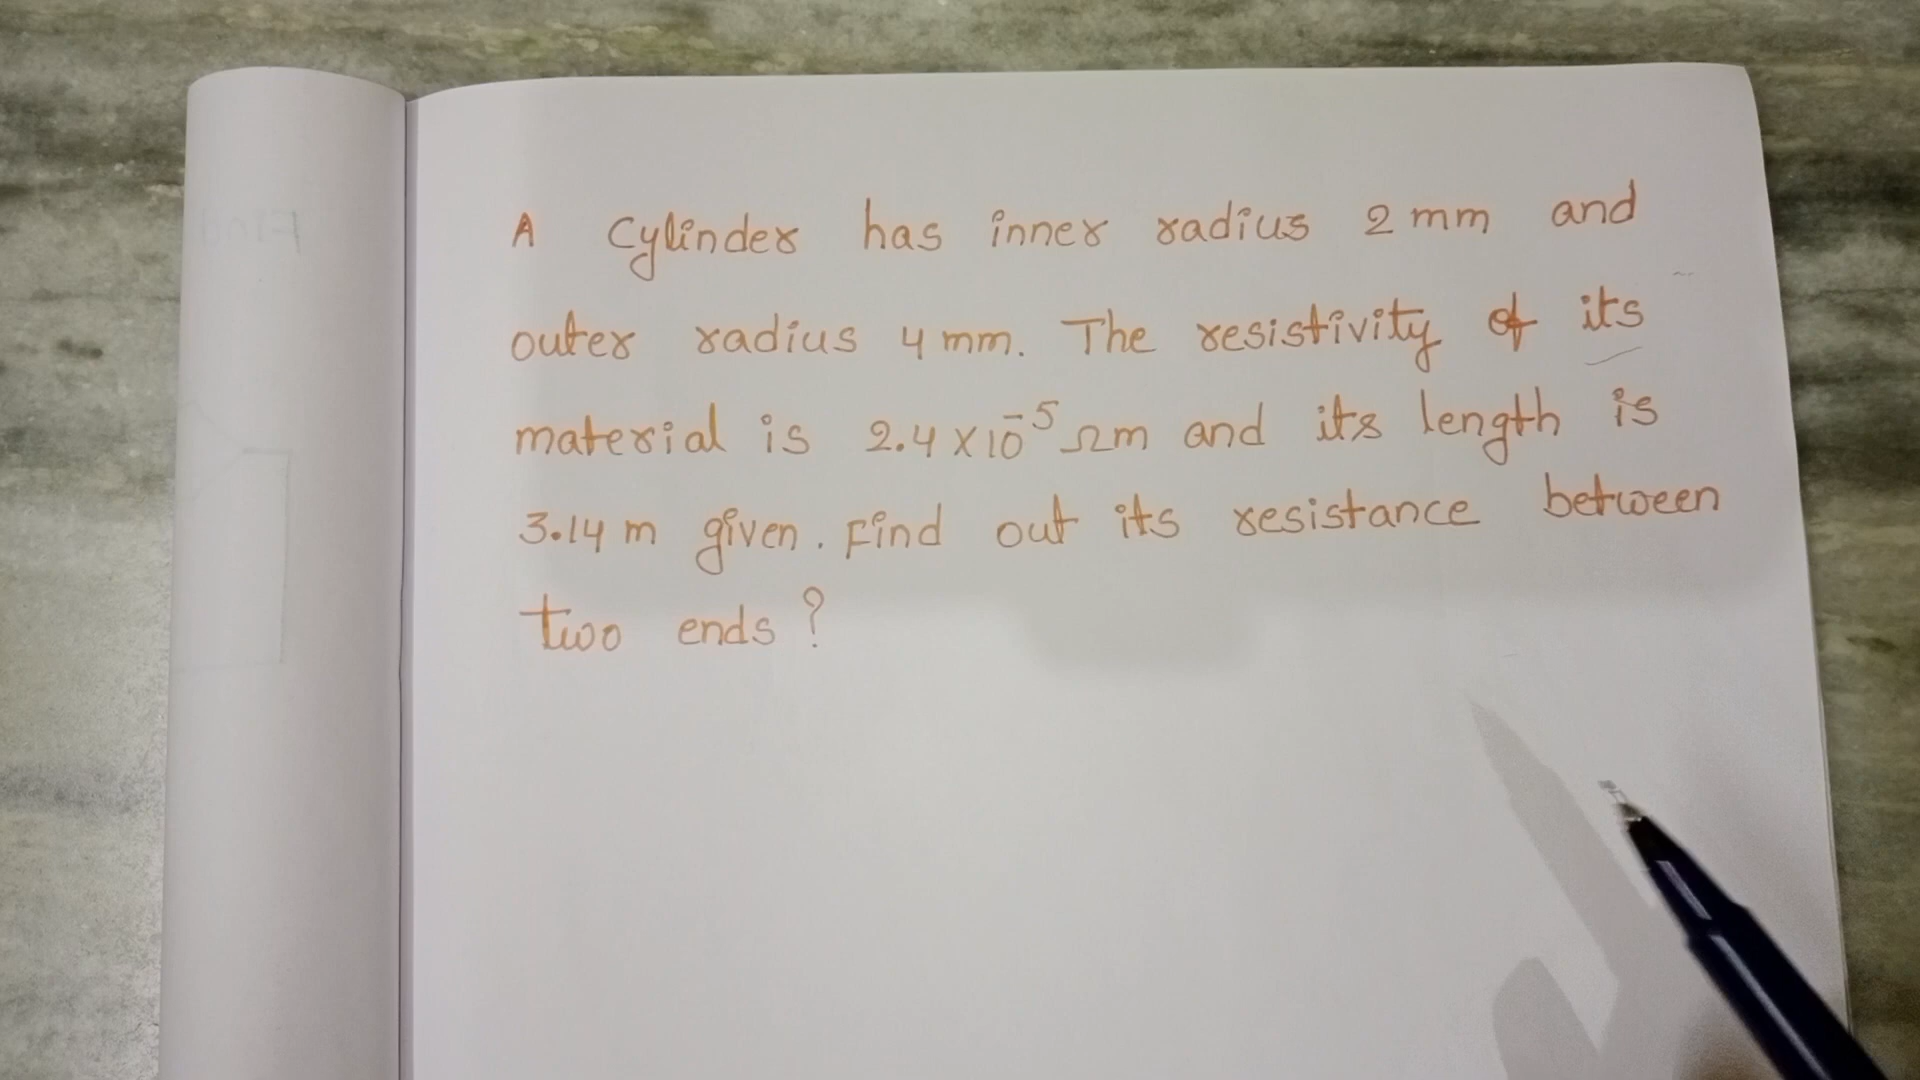 A Cylinder has inner radius 2 mm and
outer radius 4 mm. The resistivity of its
material is 2.4 × 10⁻⁵ Ωm and its length is
3.14 m given. Find out its resistance between
two ends?